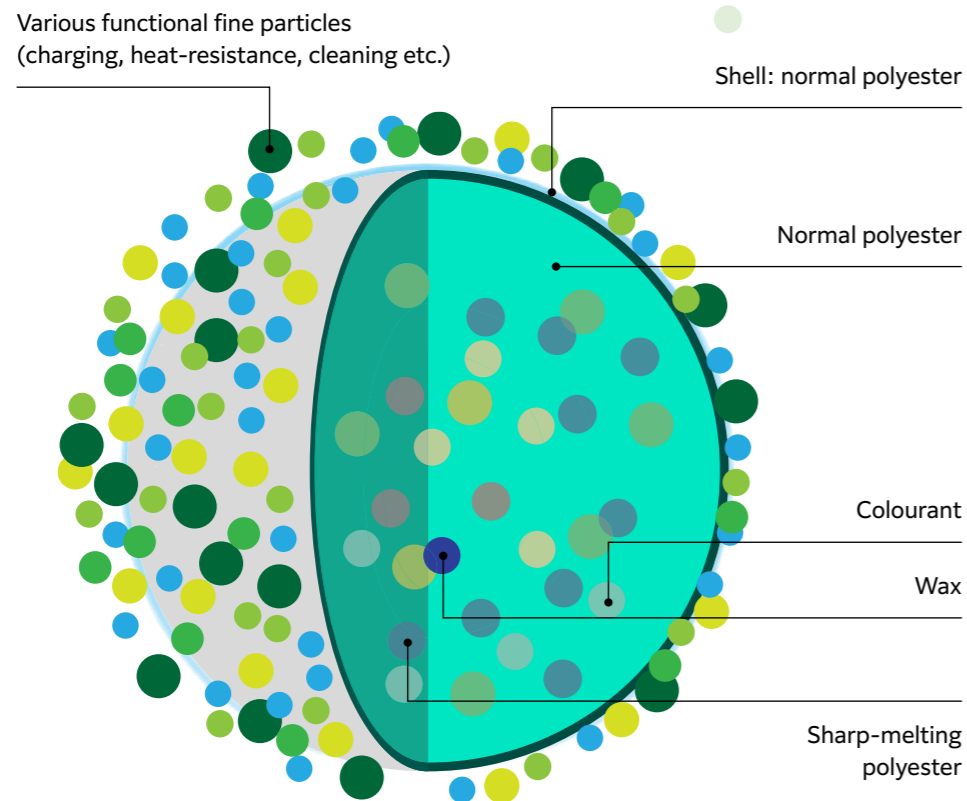 Various functional fine particles
(charging, heat-resistance, cleaning etc.)
Shell: normal polyester
Normal polyester
Colourant
Wax
Sharp-melting
polyester